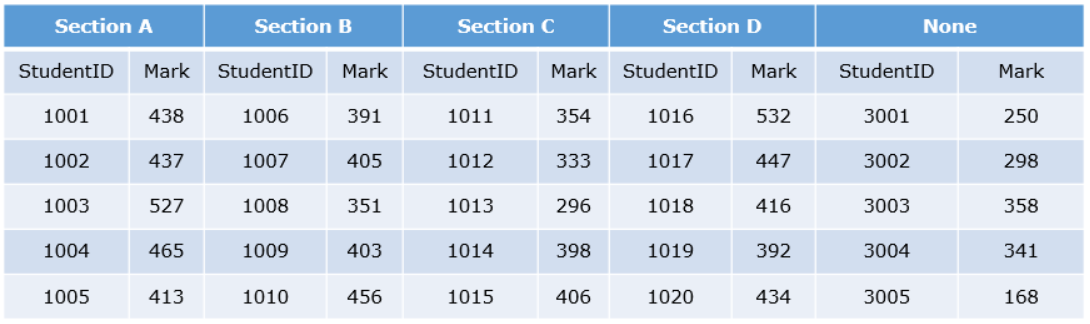 Section A Section B Section C Section D None
StudentID Mark StudentID Mark StudentID Mark StudentID Mark StudentID Mark
1001 438 1006 391 1011 354 1016 532 3001 250
1002 437 1007 405 1012 333 1017 447 3002 298
1003 527 1008 351 1013 296 1018 416 3003 358
1004 465 1009 403 1014 398 1019 392 3004 341
1005 413 1010 456 1015 406 1020 434 3005 168